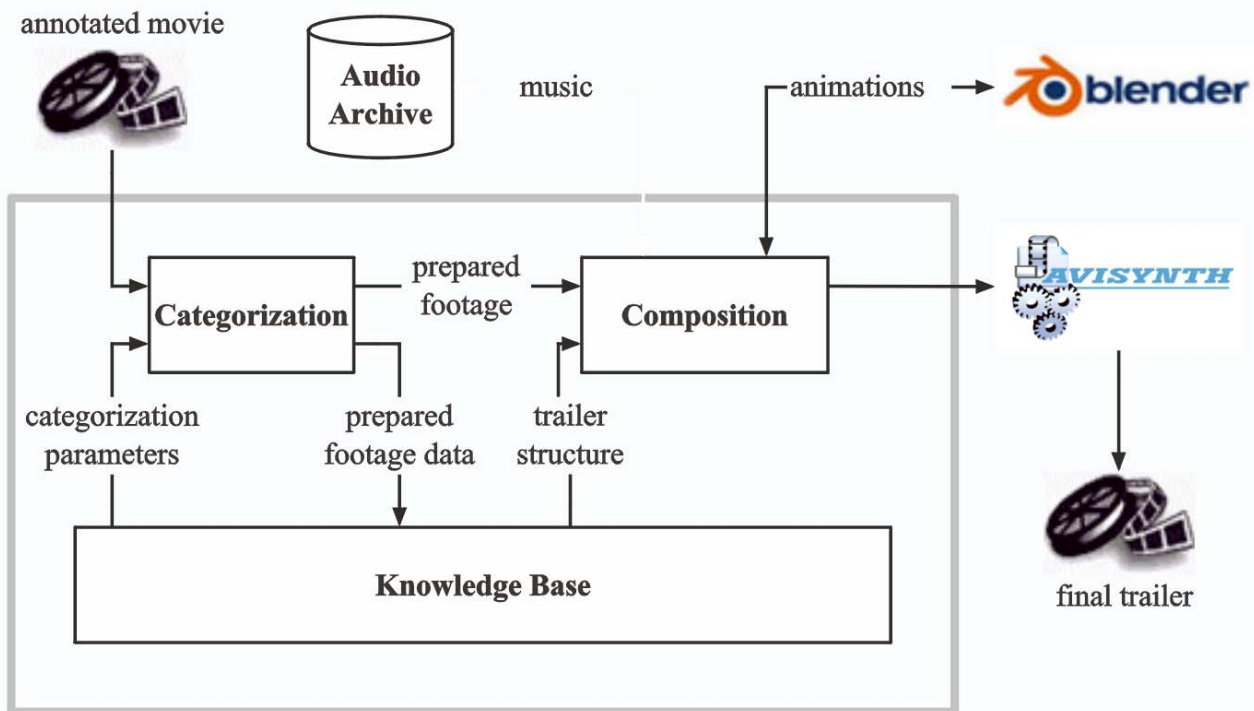 annotated movie
Audio
Archive
music
animations
blender
AVISYNTH
prepared
footage
Categorization
Composition
categorization
parameters
prepared
footage data
trailer
structure
Knowledge Base
final trailer